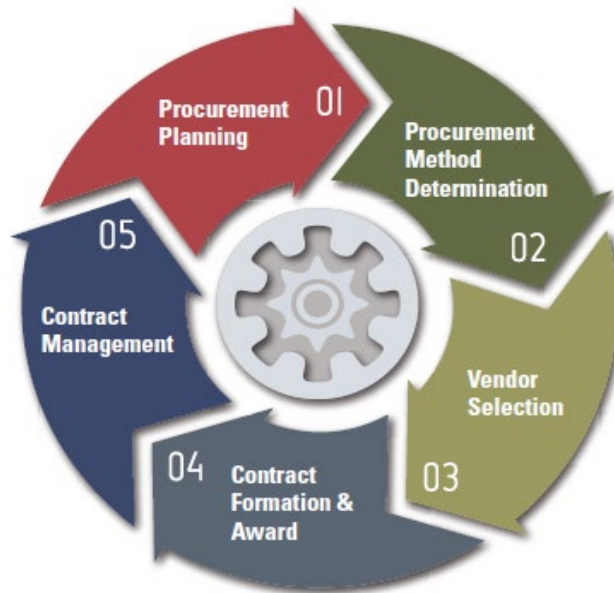 Procurement
Planning
01
Procurement
Method
Determination
02
Vendor
Selection
03
Contract
Formation &
Award
04
Contract
Management
05